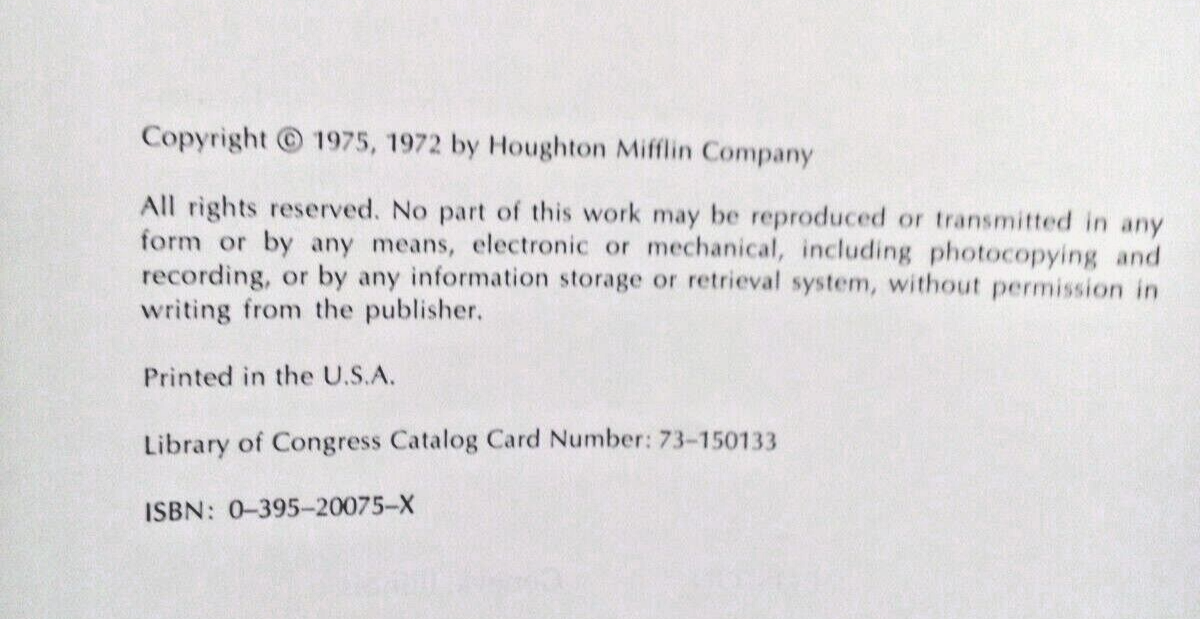 Copyright © 1975, 1972 by Houghton Mifflin Company
All rights reserved. No part of this work may be reproduced or transmitted in any
form or by any means, electronic or mechanical, including photocopying and
recording, or by any information storage or retrieval system, without permission in
writing from the publisher.
Printed in the U.S.A.
Library of Congress Catalog Card Number: 73–150133
ISBN: 0–395–20075–X